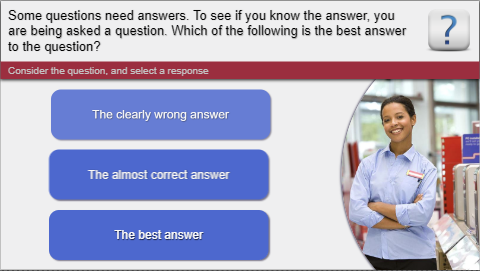 Some questions need answers. To see if you know the answer, you
are being asked a question. Which of the following is the best answer
to the question?
?
Consider the question, and select a response
The clearly wrong answer
The almost correct answer
The best answer